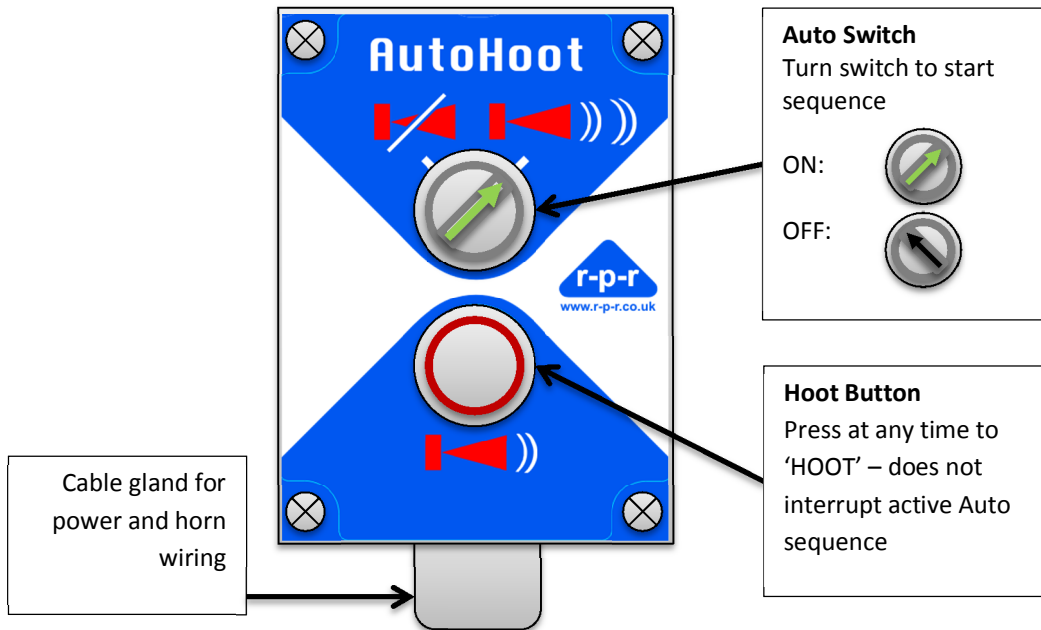 AutoHoot
r-p-r
www.r-p-r.co.uk
Auto Switch
Turn switch to start
sequence
ON:
OFF:
Hoot Button
Press at any time to
‘HOOT’ – does not
interrupt active Auto
sequence
Cable gland for
power and horn
wiring